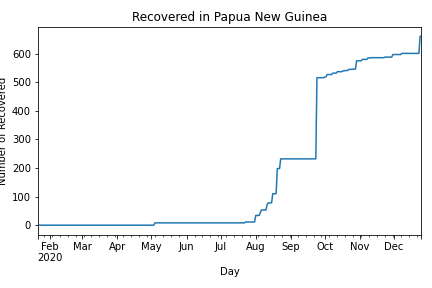 Recovered in Papua New Guinea
Number of Recovered
600
500
400
300
200
100
0
Feb Mar Apr May Jun Jul Aug Sep Oct Nov Dec
2020
Day